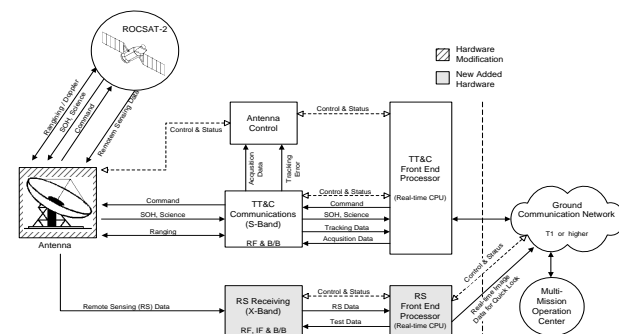 ROCSAT-2
Hardware
Modification
New Added
Hardware
Rangiving / Doppler
SOH, Science
Command
Remotem Sensing Data
Control & Status
Antenna
Control
Control & Status
Acqusition
Data
Tracking
Error
TT&C
Front End
Processor
(Real-time CPU)
Command
SOH, Science
Ranging
Antenna
TT&C
Communications
(S-Band)
RF & B/B
Control & Status
Command
SOH, Science
Tracking Data
Acqusition Data
Ground
Communication Network
T1 or higher
Control & Status
Real-time Image
Data for Quick Look
Multi-
Mission
Operation
Center
Remote Sensing (RS) Data
RS Receiving
(X-Band)
RF, IF & B/B
Control & Status
RS Data
Test Data
RS
Front End
Processor
(Real-time CPU)